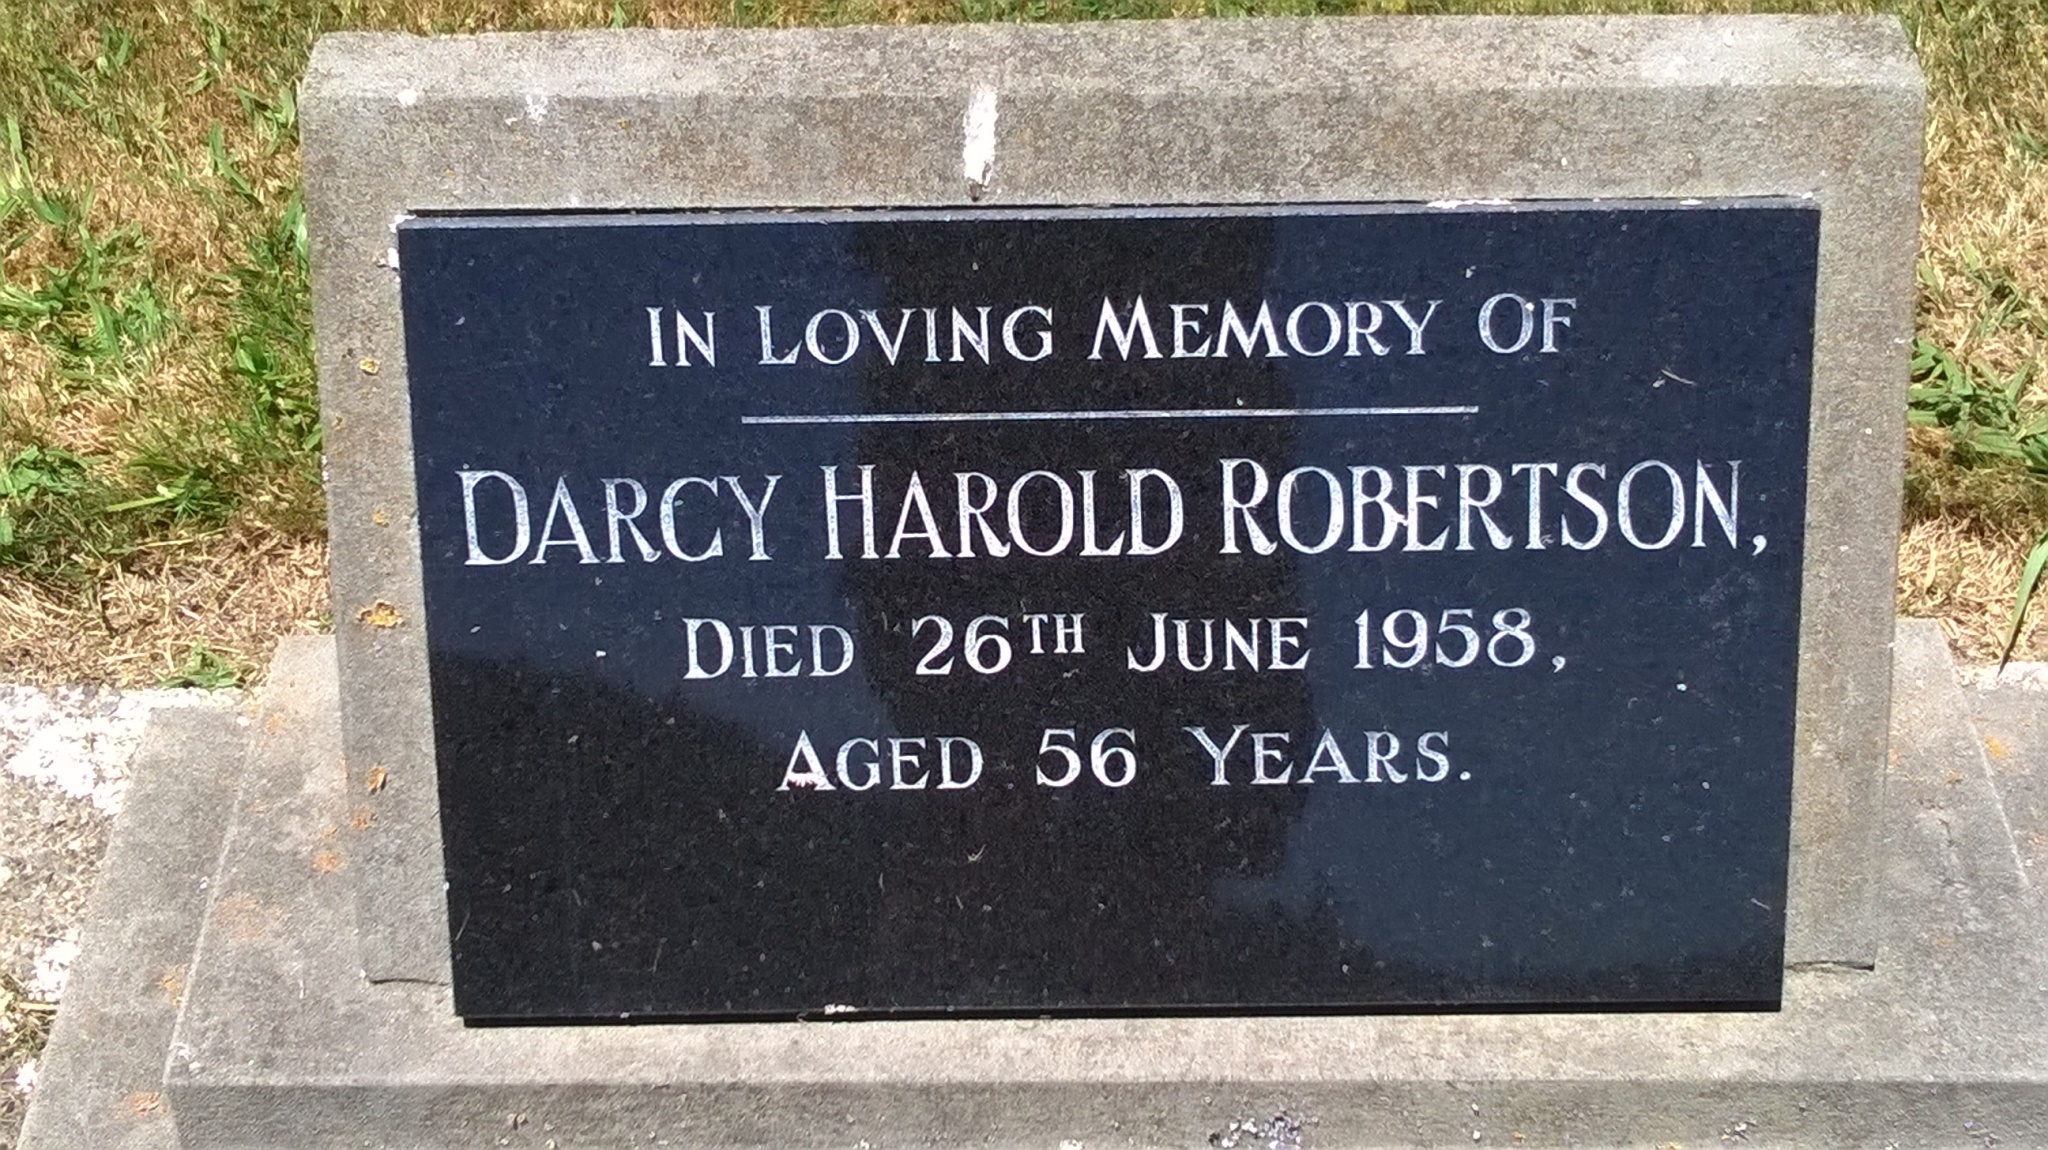 IN LOVING MEMORY OF
DARCY HAROLD ROBERTSON,
DIED 26TH JUNE 1958,
AGED 56 YEARS.